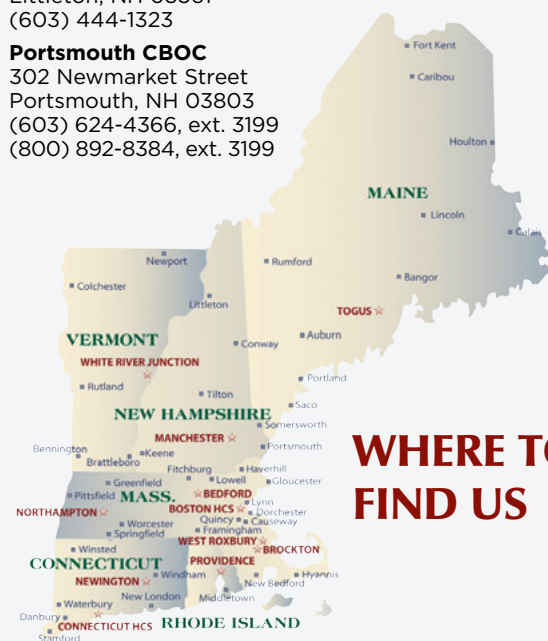 (603) 444-1323
Portsmouth CBOC
302 Newmarket Street
Portsmouth, NH 03803
(603) 624-4366, ext. 3199
(800) 892-8384, ext. 3199
Fort Kent
Caribou
Houlton
MAINE
Lincoln
Calais
Newport
Rumford
Bangor
Colchester
Littleton
TOGUS
VERMONT
Conway
Auburn
WHITE RIVER JUNCTION
Rutland
Portland
Tilton
Saco
NEW HAMPSHIRE
Somersworth
MANCHESTER
Portsmouth
Bennington
Keene
Brattleboro
WHERE TO
FIND US
Fitchburg
Haverhill
Greenfield
Lowell
Gloucester
Pittsfield
MASS.
BEDFORD
Lynn
NORTHAMPTON
BOSTON HCS
Dorchester
Worcester
Quincy
Causeway
Springfield
Framingham
WEST ROXBURY
Winsted
BROCKTON
CONNECTICUT
PROVIDENCE
NEWINGTON
Windham
Hyannis
New Bedford
Waterbury
New London
Middletown
Danbury
CONNECTICUT HCS
RHODE ISLAND
Stamford